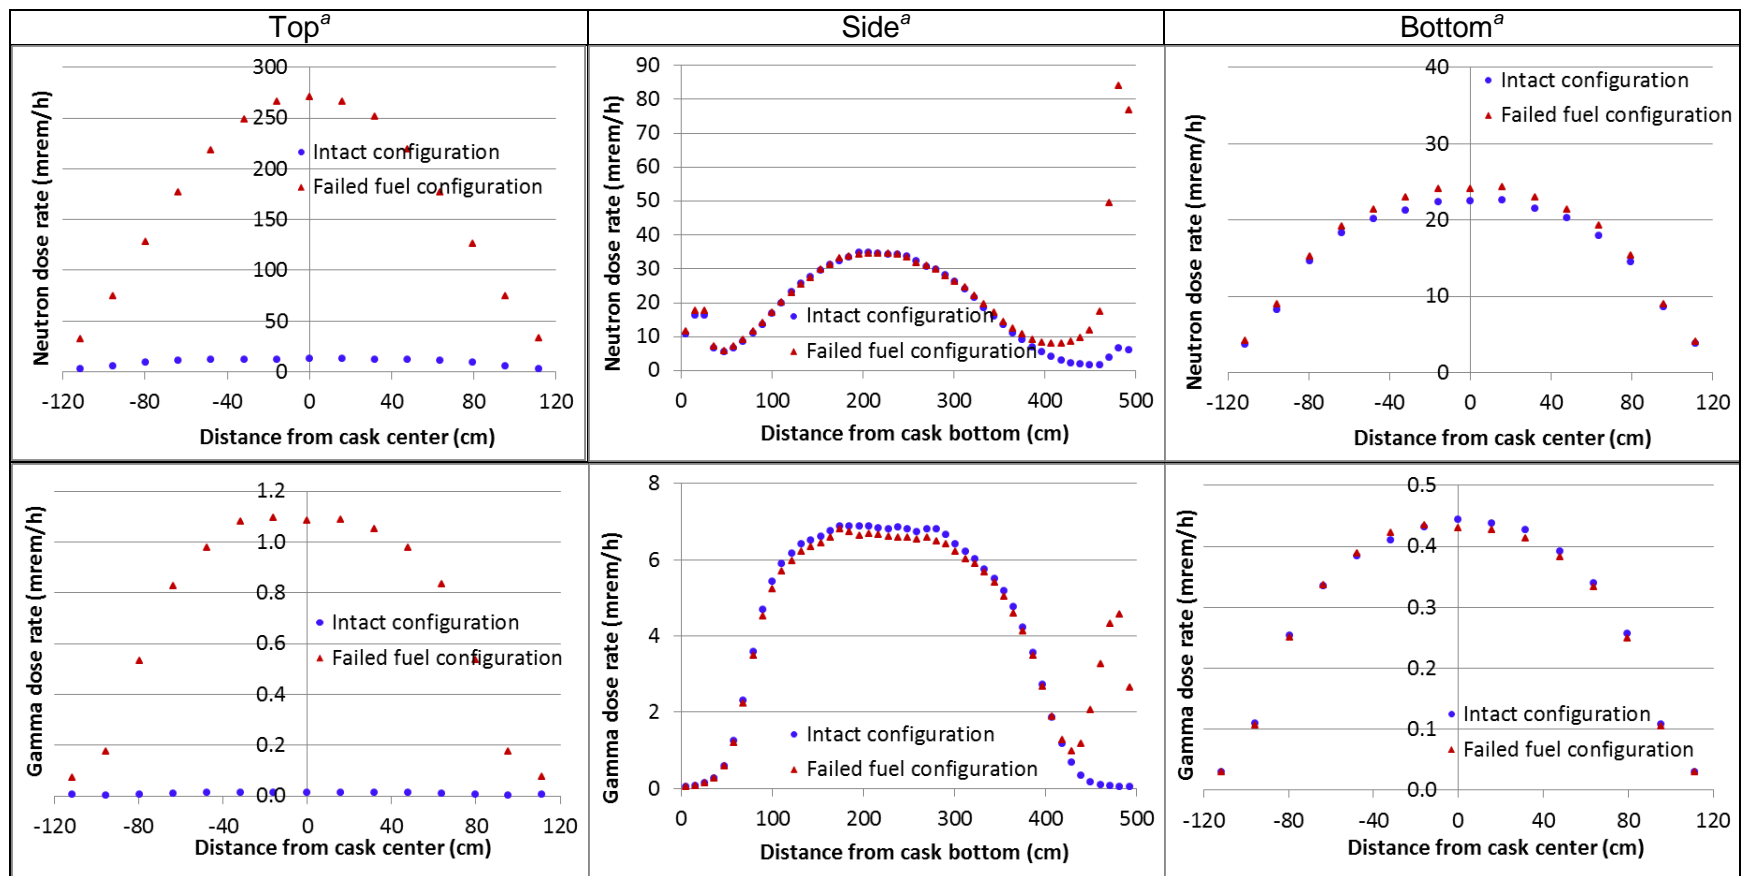 Topa
Sidea
Bottoma
Neutron dose rate (mrem/h)
300
250
200
150
100
50
0
Intact configuration
Failed fuel configuration
-120 -80 -40 0 40 80 120
Distance from cask center (cm)
Neutron dose rate (mrem/h)
90
80
70
60
50
40
30
20
10
0
Intact configuration
Failed fuel configuration
0 100 200 300 400 500
Distance from cask bottom (cm)
Neutron dose rate (mrem/h)
40
30
20
10
0
Intact configuration
Failed fuel configuration
-120 -80 -40 0 40 80 120
Distance from cask center (cm)
Gamma dose rate (mrem/h)
1.2
1.0
0.8
0.6
0.4
0.2
0.0
Intact configuration
Failed fuel configuration
-120 -80 -40 0 40 80 120
Distance from cask center (cm)
Gamma dose rate (mrem/h)
8
6
4
2
0
Intact configuration
Failed fuel configuration
0 100 200 300 400 500
Distance from cask bottom (cm)
Gamma dose rate (mrem/h)
0.5
0.4
0.3
0.2
0.1
0.0
Intact configuration
Failed fuel configuration
-120 -80 -40 0 40 80 120
Distance from cask center (cm)